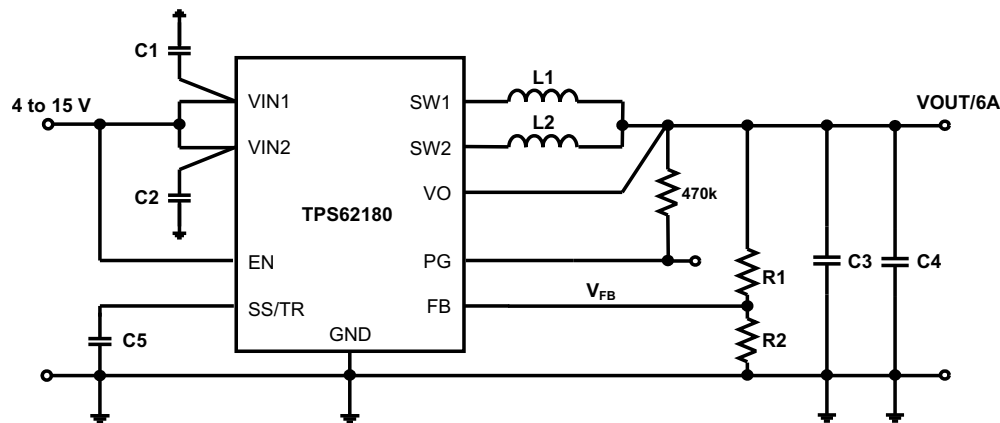 C1
L1
4 to 15 V
VIN1
SW1
VOUT/6A
L2
VIN2
SW2
C2
VO
470k
TPS62180
EN
PG
R1
C3
C4
SS/TR
FB
VFB
C5
GND
R2